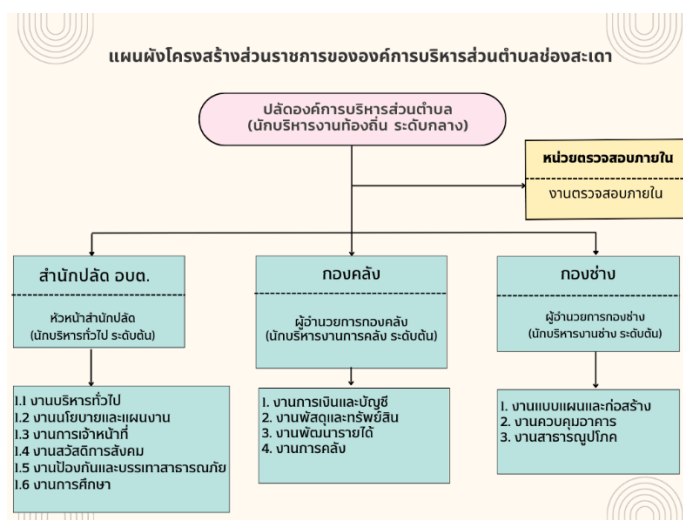 แผนผังโครงสร้างส่วนราชการขององค์การบริหารส่วนตำบลช่องสะเดา
ปลัดองค์การบริหารส่วนตำบล
(นักบริหารงานท้องถิ่น ระดับกลาง)
หน่วยตรวจสอบภายใน
งานตรวจสอบภายใน
สำนักปลัด อบต.
หัวหน้าสำนักปลัด
(นักบริหารทั่วไป ระดับต้น)
1.1 งานบริหารทั่วไป
1.2 งานนโยบายและแผนงาน
1.3 งานการเจ้าหน้าที่
1.4 งานสวัสดิการสังคม
1.5 งานป้องกันและบรรเทาสาธารณภัย
1.6 งานการศึกษา
กองคลัง
ผู้อำนวยการกองคลัง
(นักบริหารงานการคลัง ระดับต้น)
1. งานการเงินและบัญชี
2. งานพัสดุและทรัพย์สิน
3. งานพัฒนารายได้
4. งานการคลัง
กองช่าง
ผู้อำนวยการกองช่าง
(นักบริหารงานช่าง ระดับต้น)
1. งานแบบแผนและก่อสร้าง
2. งานควบคุมอาคาร
3. งานสาธารณูปโภค